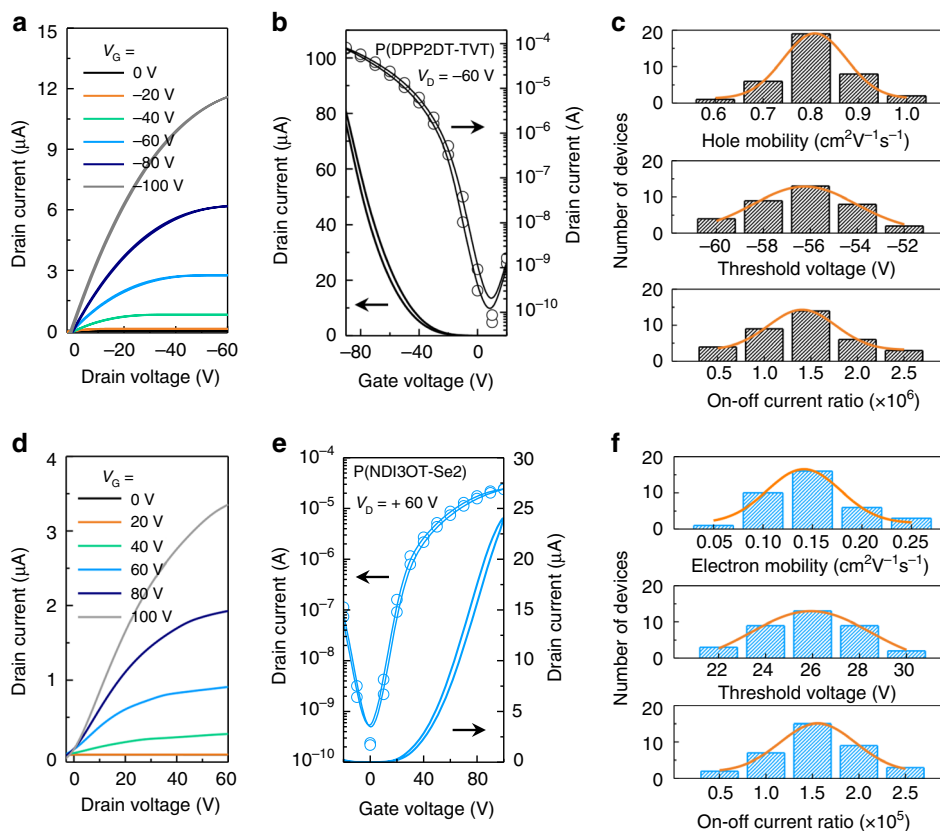 a
V_G =
0 V
−20 V
−40 V
−60 V
−80 V
−100 V
15
12
9
6
3
0
Drain current (µA)
0 −20 −40 −60
Drain voltage (V)
b
P(DPP2DT-TVT)
V_D = −60 V
100
80
60
40
20
0
Drain current (µA)
10⁻⁴
10⁻⁵
10⁻⁶
10⁻⁷
10⁻⁸
10⁻⁹
10⁻¹⁰
Drain current (A)
−80 −40 0
Gate voltage (V)
c
20
10
0
0.6 0.7 0.8 0.9 1.0
Hole mobility (cm²V⁻¹s⁻¹)
20
10
0
−60 −58 −56 −54 −52
Threshold voltage (V)
20
10
0
0.5 1.0 1.5 2.0 2.5
On-off current ratio (×10⁶)
Number of devices
d
V_G =
0 V
20 V
40 V
60 V
80 V
100 V
4
3
2
1
0
Drain current (µA)
0 20 40 60
Drain voltage (V)
e
P(NDI3OT-Se2)
V_D = + 60 V
10⁻⁴
10⁻⁵
10⁻⁶
10⁻⁷
10⁻⁸
10⁻⁹
10⁻¹⁰
Drain current (A)
30
25
20
15
10
5
0
Drain current (µA)
0 40 80
Gate voltage (V)
f
20
10
0
0.05 0.10 0.15 0.20 0.25
Electron mobility (cm²V⁻¹s⁻¹)
20
10
0
22 24 26 28 30
Threshold voltage (V)
20
10
0
0.5 1.0 1.5 2.0 2.5
On-off current ratio (×10⁵)
Number of devices